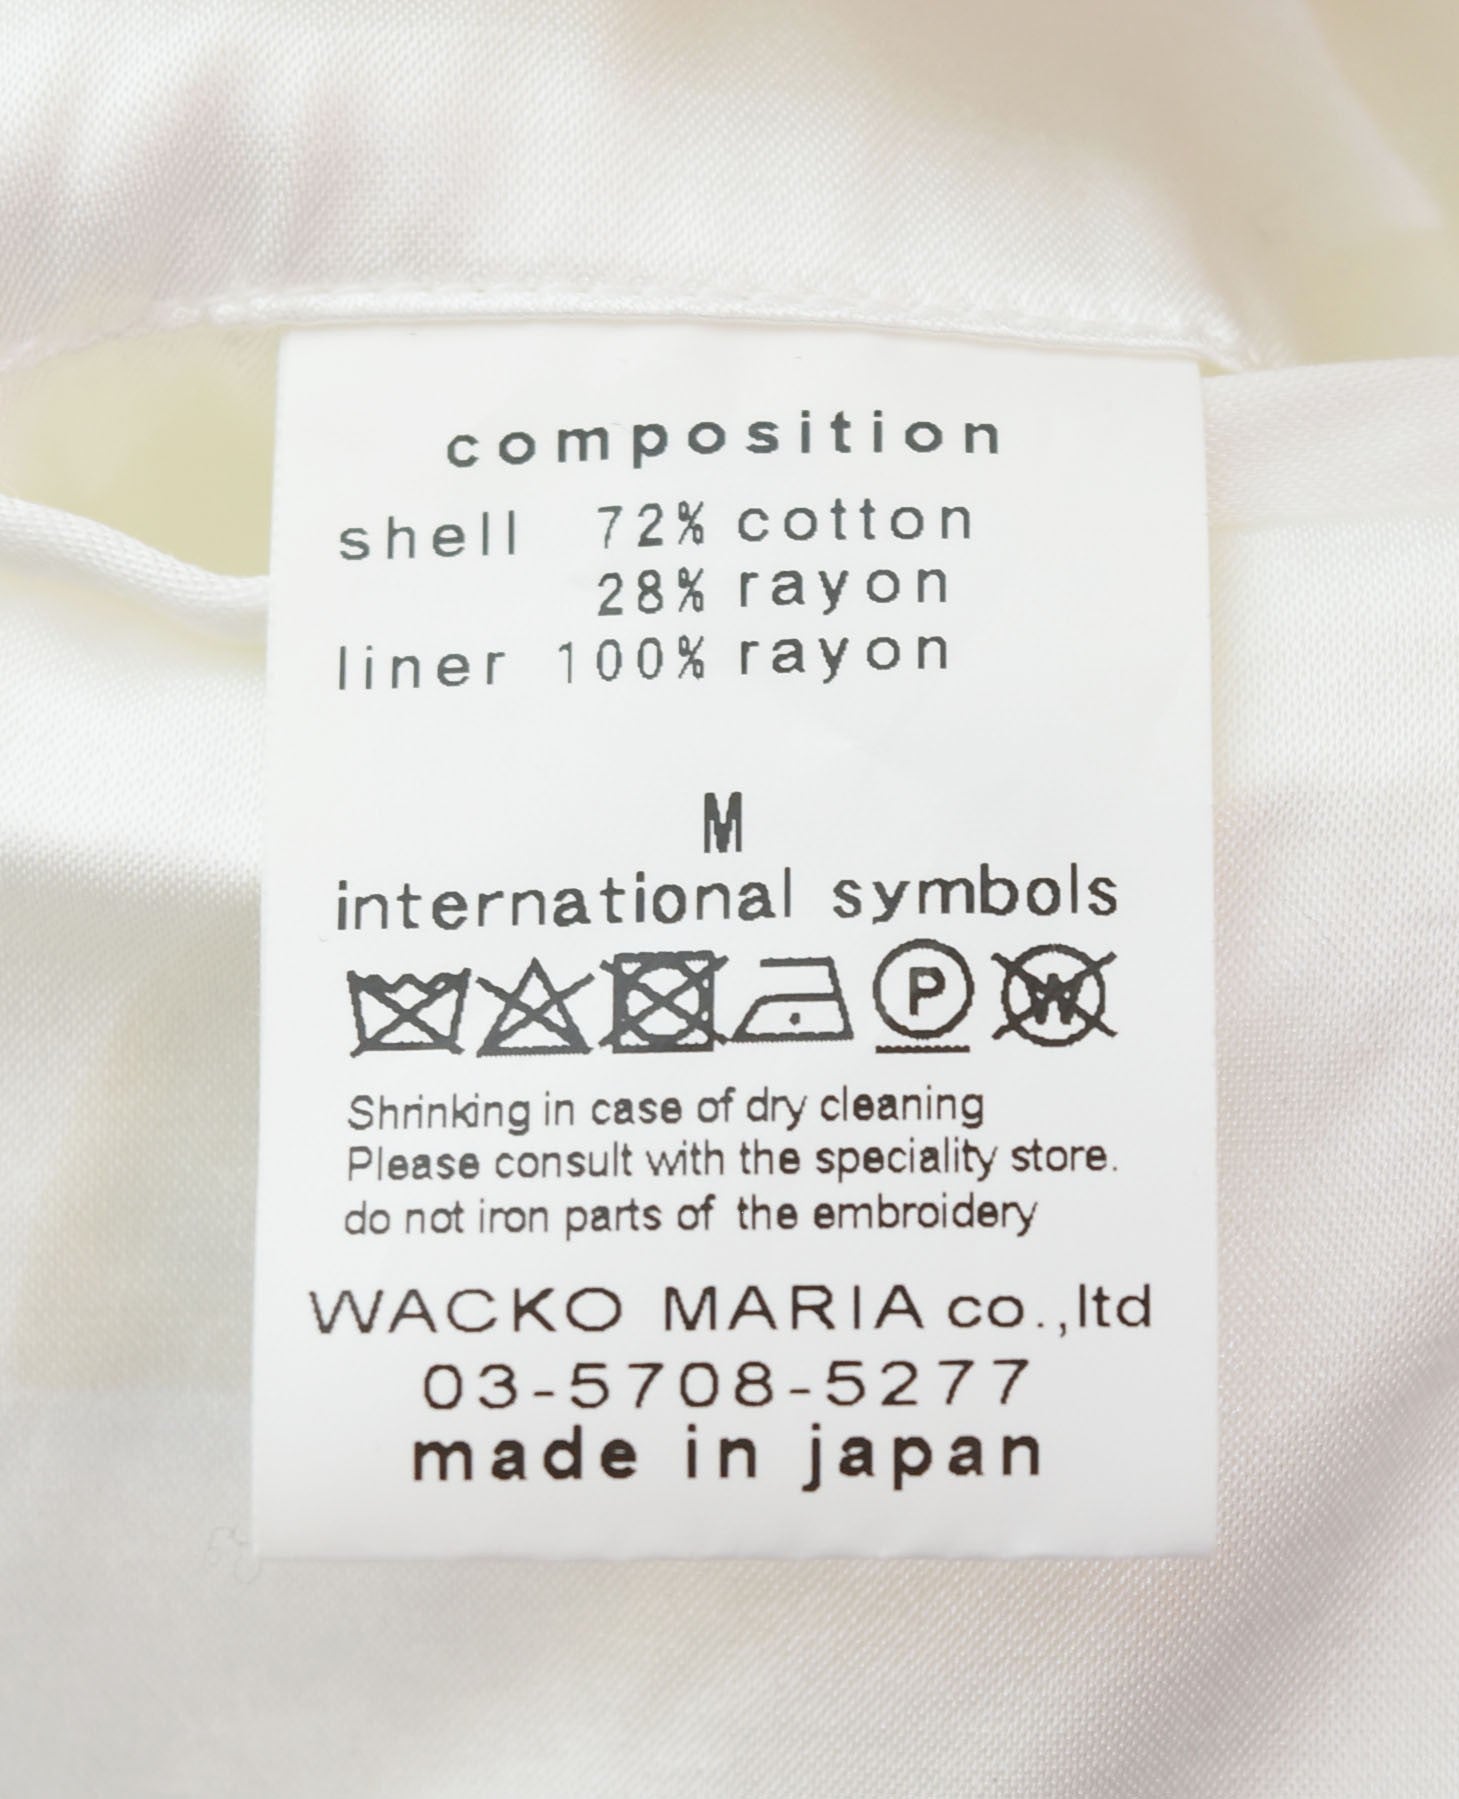 composition
shell 72% cotton
28% rayon
liner 100% rayon
M
international symbols
P W
Shrinking in case of dry cleaning
Please consult with the speciality store.
do not iron parts of the embroidery
WACKO MARIA co.,ltd
03-5708-5277
made in japan